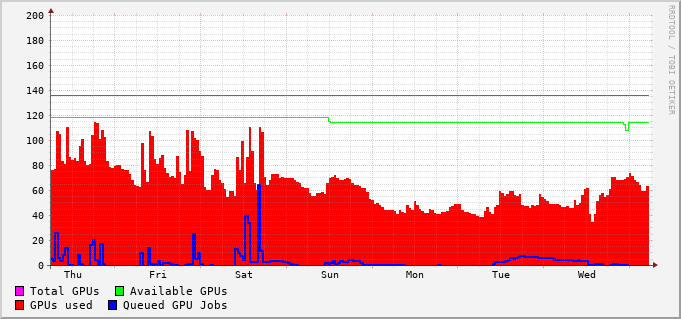 200
180
160
140
120
100
80
60
40
20
0
Thu Fri Sat Sun Mon Tue Wed
Total GPUs Available GPUs
GPUs used Queued GPU Jobs
RRDTOOL / TOBI OETIKER